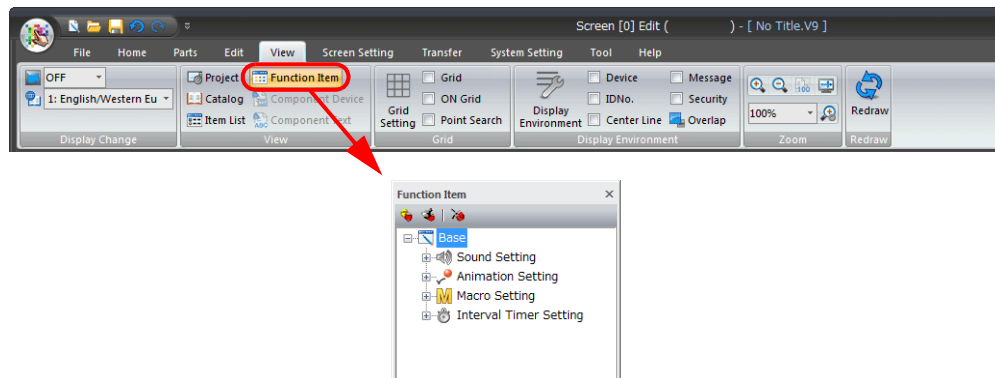 Screen [0] Edit (                ) - [ No Title.V9 ]
File Home Parts Edit View Screen Setting Transfer System Setting Tool Help
OFF
1: English/Western Eu
Display Change
Project Function Item
Catalog Component Device
Item List Component Text
View
Grid Setting
Grid
ON Grid
Point Search
Grid
Display Environment
Device Message
IDNo. Security
Center Line Overlap
Display Environment
100
100%
Zoom
Redraw
Redraw
Function Item
Base
Sound Setting
Animation Setting
Macro Setting
Interval Timer Setting